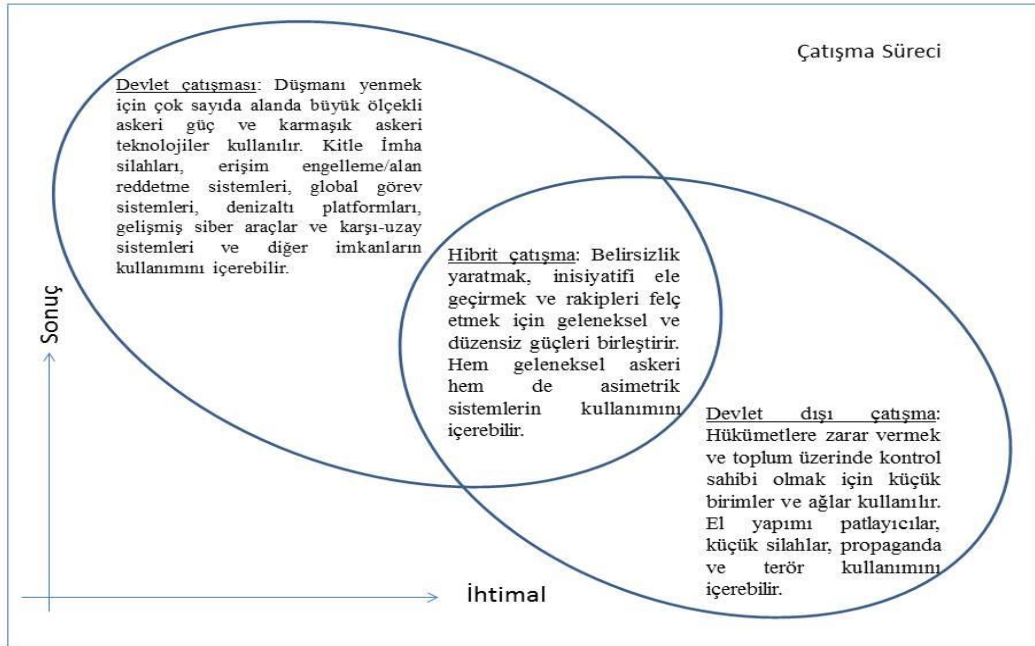 Çatışma Süreci
Devlet çatışması: Düşmanı yenmek
için çok sayıda alanda büyük ölçekli
askeri güç ve karmaşık askeri
teknolojiler kullanılır. Kitle İmha
silahları, erişim engelleme/alan
reddetme sistemleri, global görev
sistemleri, denizaltı platformları,
gelişmiş siber araçlar ve karşı-uzay
sistemleri ve diğer imkanların
kullanımını içerebilir.
Hibrit çatışma: Belirsizlik
yaratmak, inisiyatifi ele
geçirmek ve rakipleri felç
etmek için geleneksel ve
düzensiz güçleri birleştirir.
Hem geleneksel askeri
hem de asimetrik
sistemlerin kullanımını
içerebilir.
Devlet dışı çatışma:
Hükümetlere zarar vermek
ve toplum üzerinde kontrol
sahibi olmak için küçük
birimler ve ağlar kullanılır.
El yapımı patlayıcılar,
küçük silahlar, propaganda
ve terör kullanımını
içerebilir.
Sonuç
İhtimal